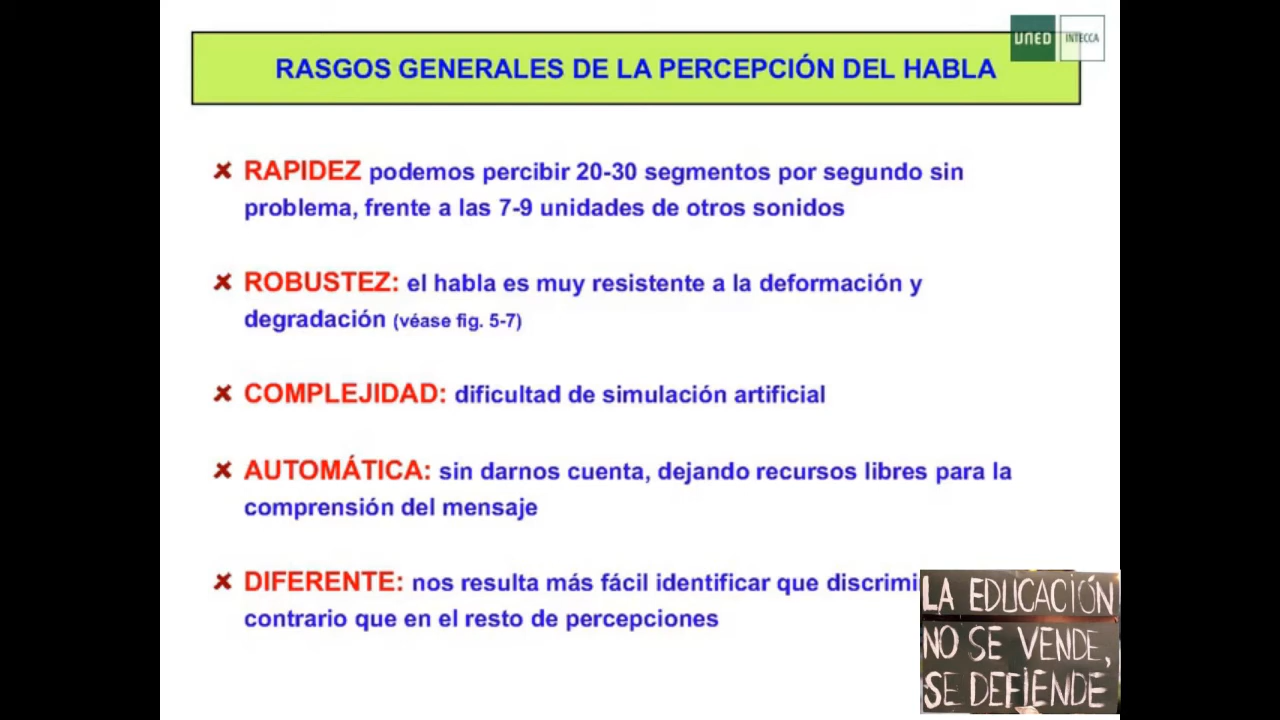 UNED INTECCA
RASGOS GENERALES DE LA PERCEPCIÓN DEL HABLA
✘ RAPIDEZ podemos percibir 20-30 segmentos por segundo sin
problema, frente a las 7-9 unidades de otros sonidos
✘ ROBUSTEZ: el habla es muy resistente a la deformación y
degradación (véase fig. 5-7)
✘ COMPLEJIDAD: dificultad de simulación artificial
✘ AUTOMÁTICA: sin darnos cuenta, dejando recursos libres para la
comprensión del mensaje
✘ DIFERENTE: nos resulta más fácil identificar que
contrario que en el resto de percepciones
LA EDUCACIÓN
NO SE VENDE,
SE DEFIENDE